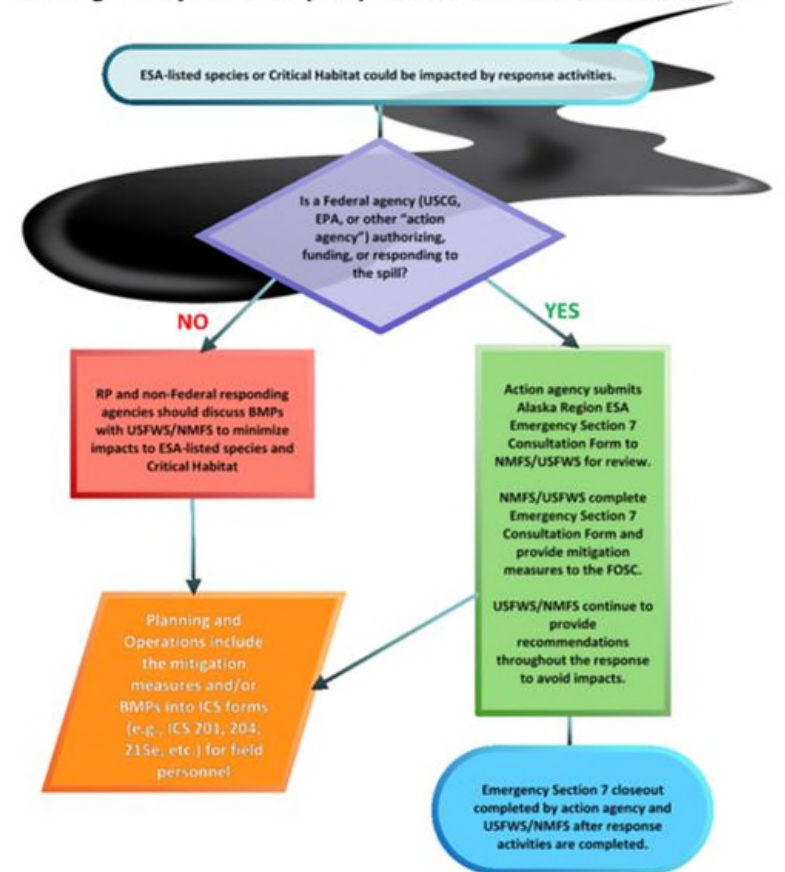 ESA-listed species or Critical Habitat could be impacted by response activities.
Is a Federal agency (USCG,
EPA, or other “action
agency”) authorizing,
funding, or responding to
the spill?
NO
YES
RP and non-Federal responding
agencies should discuss BMPs
with USFWS/NMFS to minimize
impacts to ESA-listed species and
Critical Habitat
Action agency submits
Alaska Region ESA
Emergency Section 7
Consultation Form to
NMFS/USFWS for review.
NMFS/USFWS complete
Emergency Section 7
Consultation Form and
provide mitigation
measures to the FOSC.
USFWS/NMFS continue to
provide
recommendations
throughout the response
to avoid impacts.
Planning and
Operations include
the mitigation
measures and/or
BMPs into ICS forms
(e.g., ICS 201, 204,
215e, etc.) for field
personnel
Emergency Section 7 closeout
completed by action agency and
USFWS/NMFS after response
activities are completed.